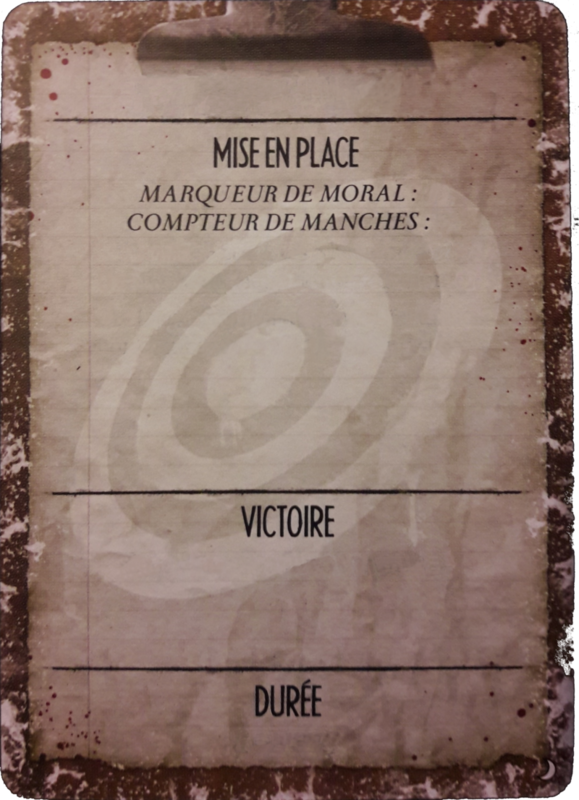 MISE EN PLACE
MARQUEUR DE MORAL :
COMPTEUR DE MANCHES :
VICTOIRE
DURÉE